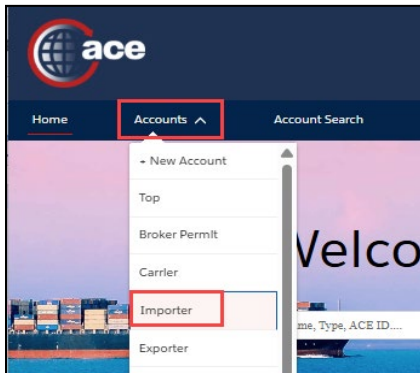 ace
Home
Accounts
Account Search
+ New Account
Top
Broker Permit
Carrier
Importer
Exporter
Welco
me, Type, ACE ID....